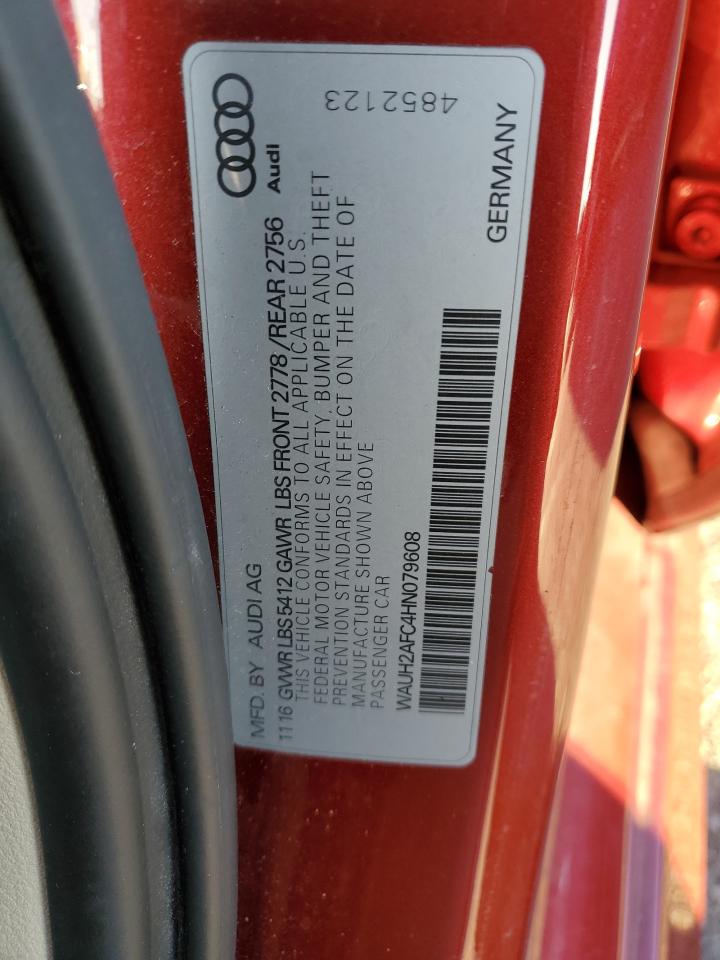 MFD. BY AUDI AG
Audi
11 16 GVWR LBS 5412 GAWR LBS FRONT 2778 /REAR 2756
THIS VEHICLE CONFORMS TO ALL APPLICABLE U.S.
FEDERAL MOTOR VEHICLE SAFETY, BUMPER AND THEFT
PREVENTION STANDARDS IN EFFECT ON THE DATE OF
MANUFACTURE SHOWN ABOVE
PASSENGER CAR
WAUH2AFC4HN079608
GERMANY
4852123